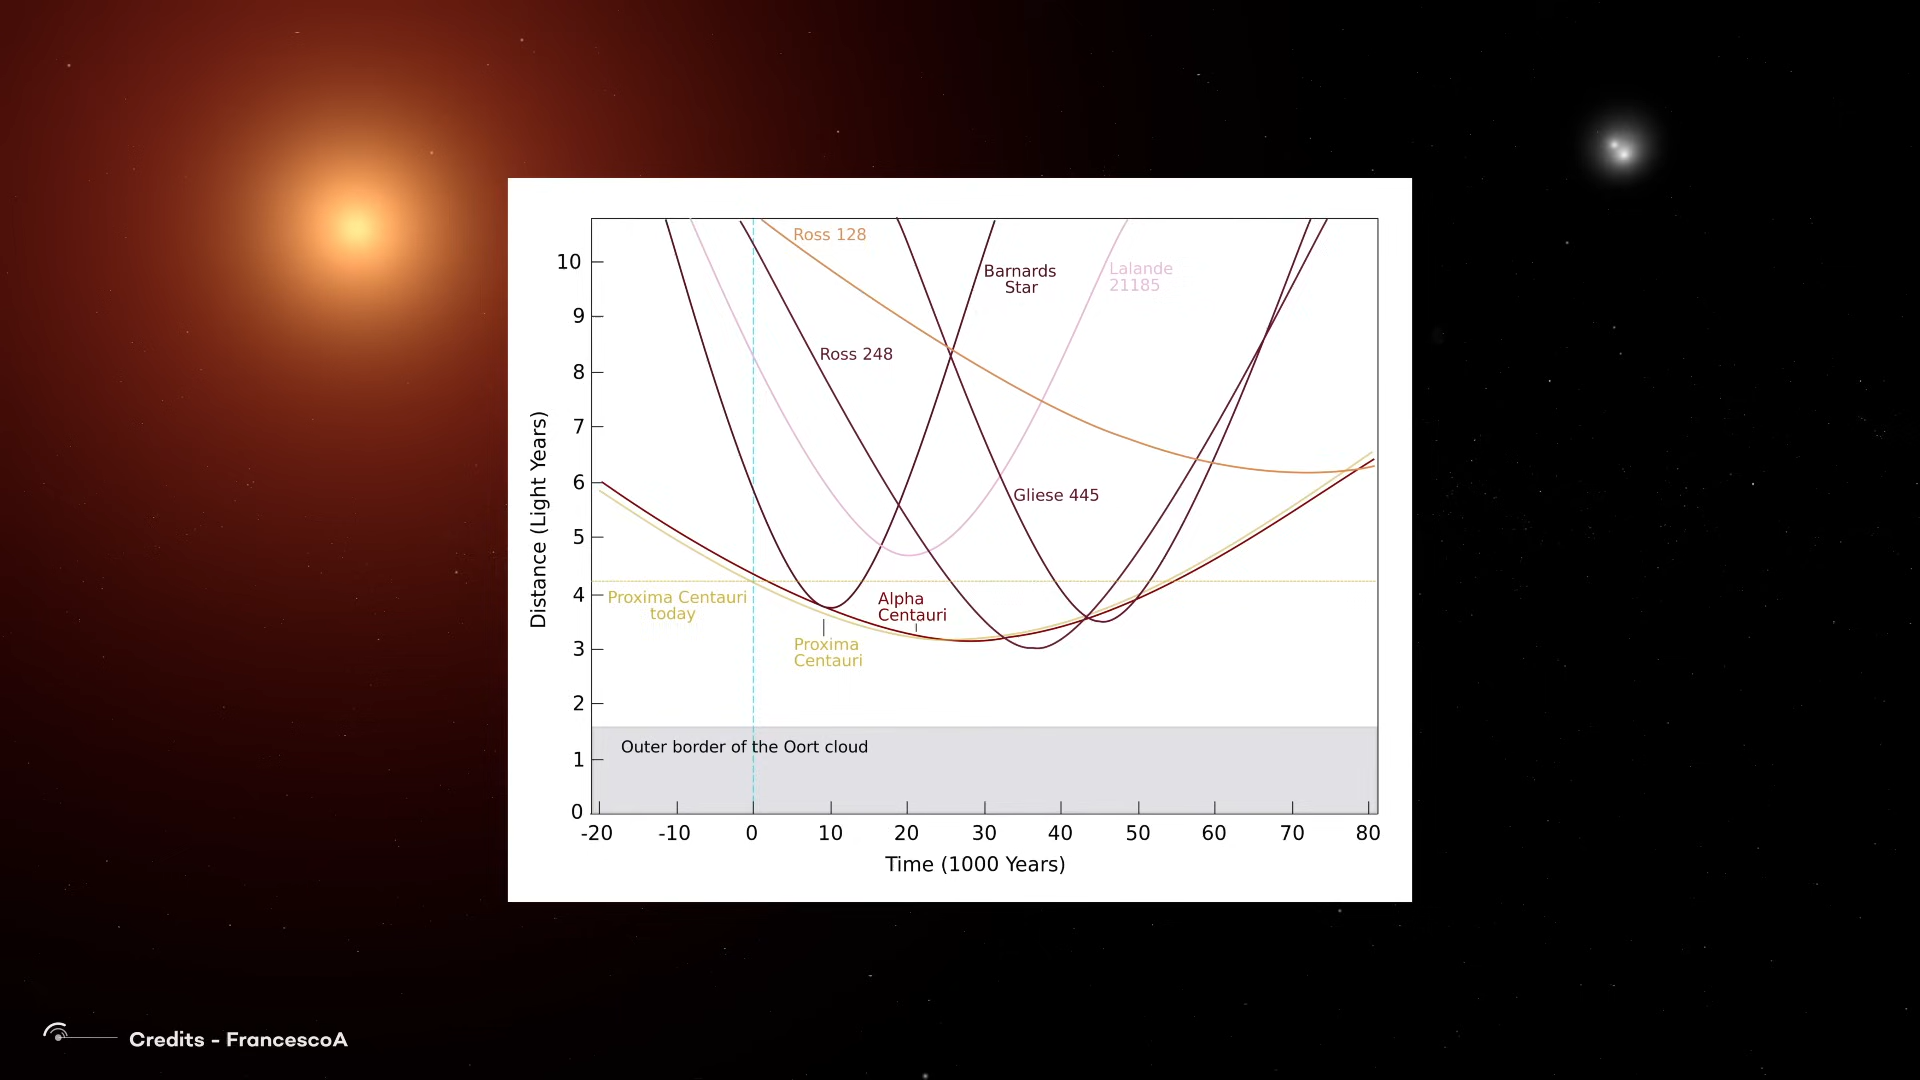 Ross 128
10
Barnards
Star
Lalande
21185
9
Ross 248
8
7
6
Gliese 445
5
Distance (Light Years)
4
Proxima Centauri
today
Alpha
Centauri
Proxima
Centauri
3
2
Outer border of the Oort cloud
1
0
-20 -10 0 10 20 30 40 50 60 70 80
Time (1000 Years)
Credits - FrancescoA